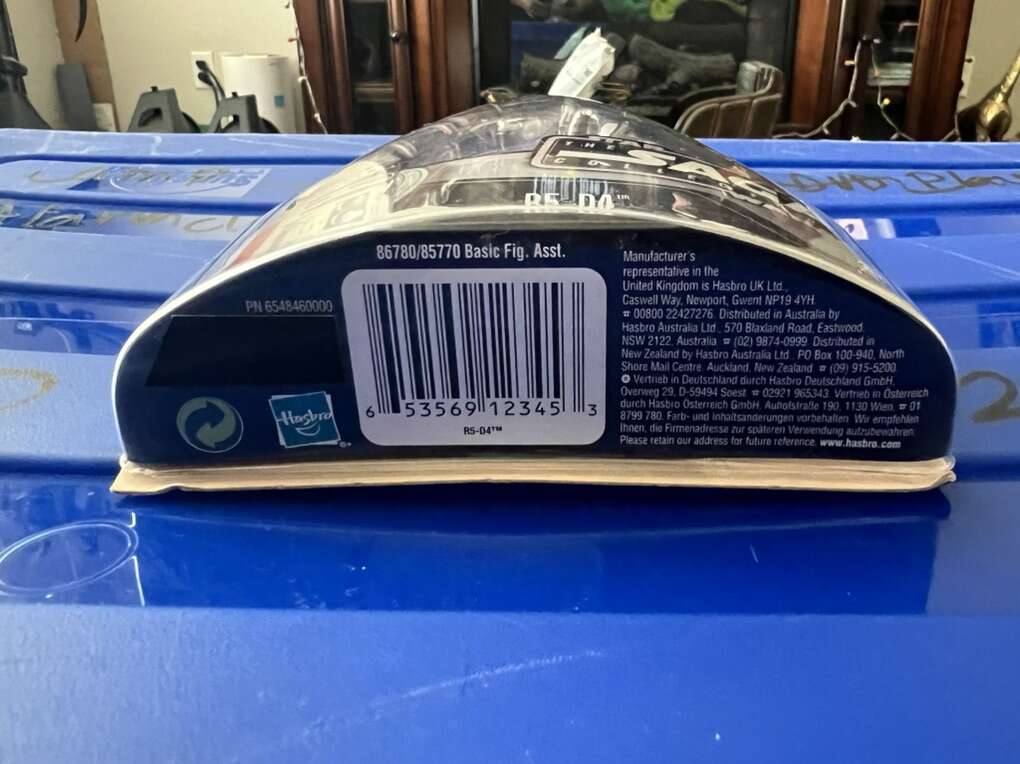 THE
SAGA
COLLECTION
R5-D4™
86780/85770 Basic Fig. Asst.
PN 6548460000
Hasbro®.
6 53569 12345 3
R5-D4™
Manufacturer's
representative in the
United Kingdom is Hasbro UK Ltd.,
Caswell Way, Newport, Gwent NP19 4YH.
☎ 00800 22427276. Distributed in Australia by
Hasbro Australia Ltd., 570 Blaxland Road, Eastwood,
NSW 2122, Australia ☎ (02) 9874-0999. Distributed in
New Zealand by Hasbro Australia Ltd., PO Box 100-940, North
Shore Mail Centre, Auckland, New Zealand ☎ (09) 915-5200.
Vertrieb in Deutschland durch Hasbro Deutschland GmbH,
Overweg 29, D-59494 Soest ☎ 02921 965343. Vertrieb in Österreich
durch Hasbro Österreich GmbH, Auhofstraße 190, 1130 Wien, ☎ 01
8799 780. Farb- und Inhaltsänderungen vorbehalten. Wir empfehlen
Ihnen, die Firmenadresse zur späteren Verwendung aufzubewahren.
Please retain our address for future reference. www.hasbro.com